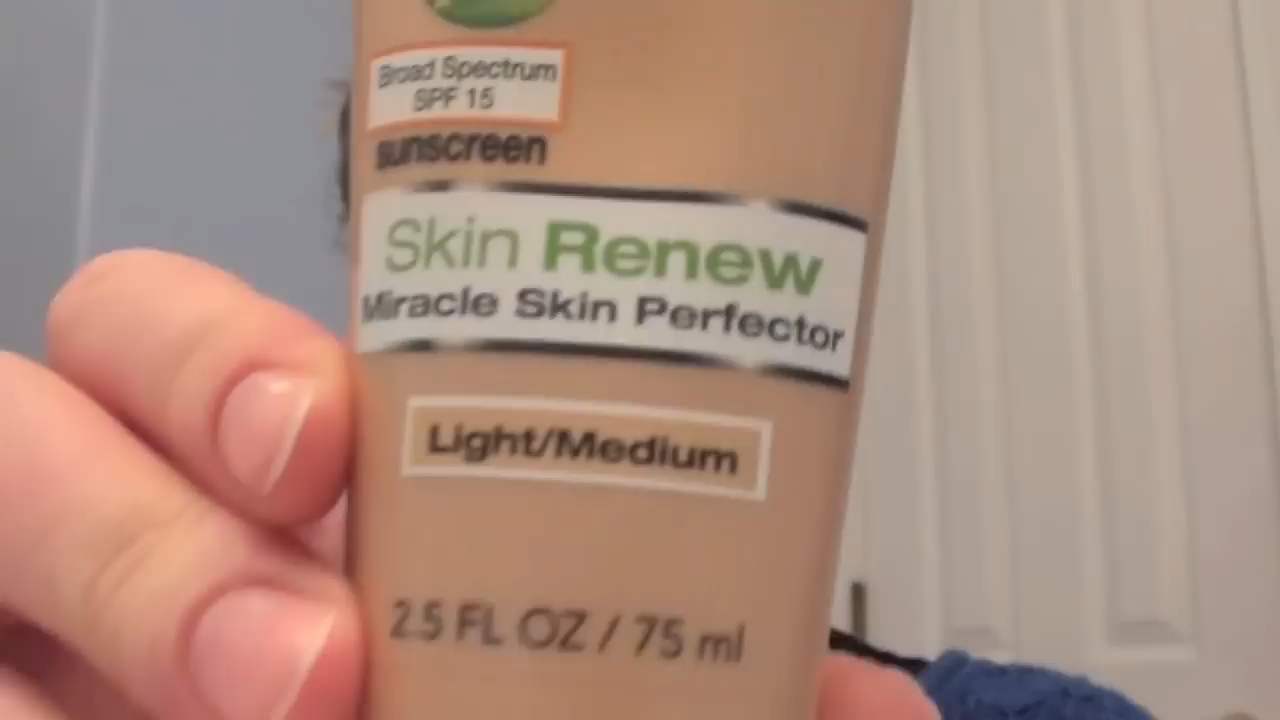 Broad Spectrum
SPF 15
sunscreen
Skin Renew
Miracle Skin Perfector
Light/Medium
2.5 FL OZ / 75 ml